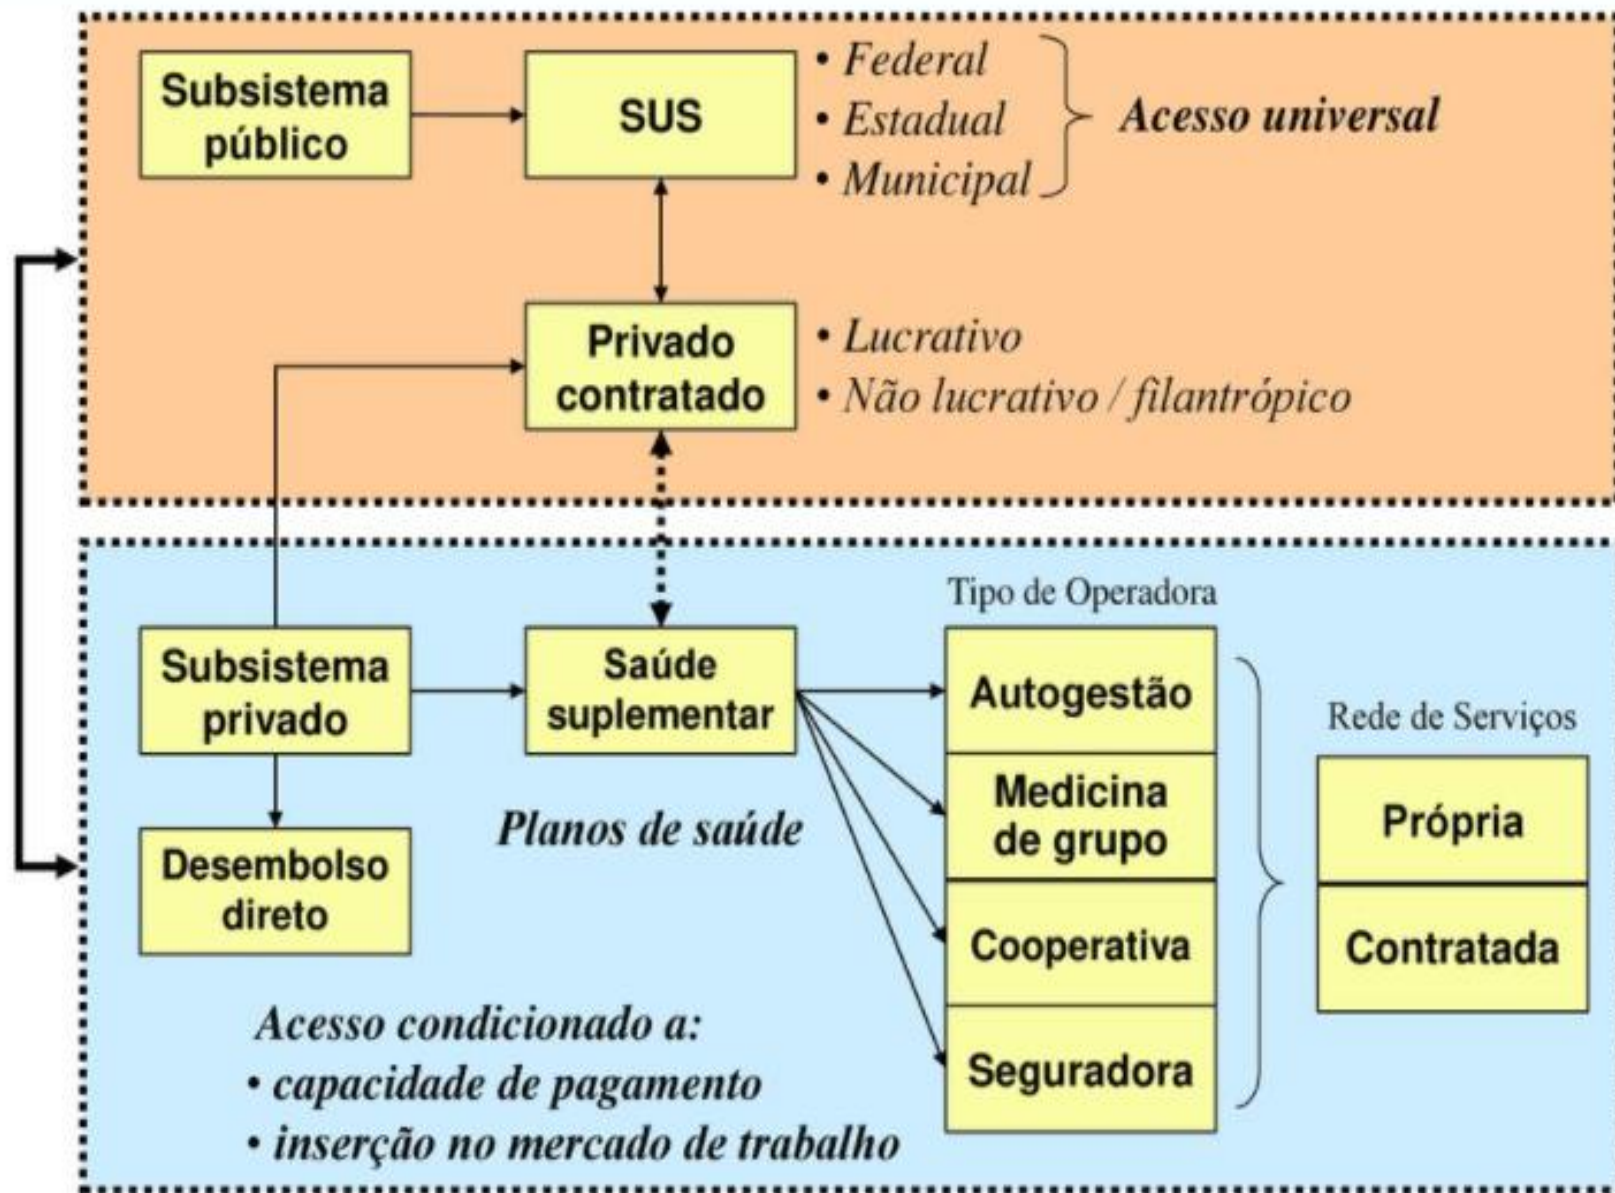 Subsistema
público
SUS
• Federal
• Estadual
• Municipal
Acesso universal
Privado
contratado
• Lucrativo
• Não lucrativo / filantrópico
Subsistema
privado
Saúde
suplementar
Planos de saúde
Desembolso
direto
Acesso condicionado a:
• capacidade de pagamento
• inserção no mercado de trabalho
Tipo de Operadora
Autogestão
Medicina
de grupo
Cooperativa
Seguradora
Rede de Serviços
Própria
Contratada